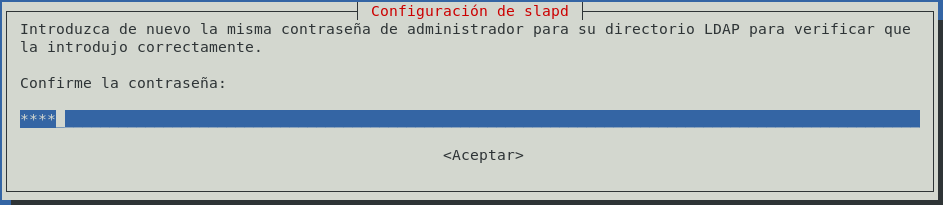 Configuración de slapd
Introduzca de nuevo la misma contraseña de administrador para su directorio LDAP para verificar que
la introdujo correctamente.
Confirme la contraseña:
****
<Aceptar>